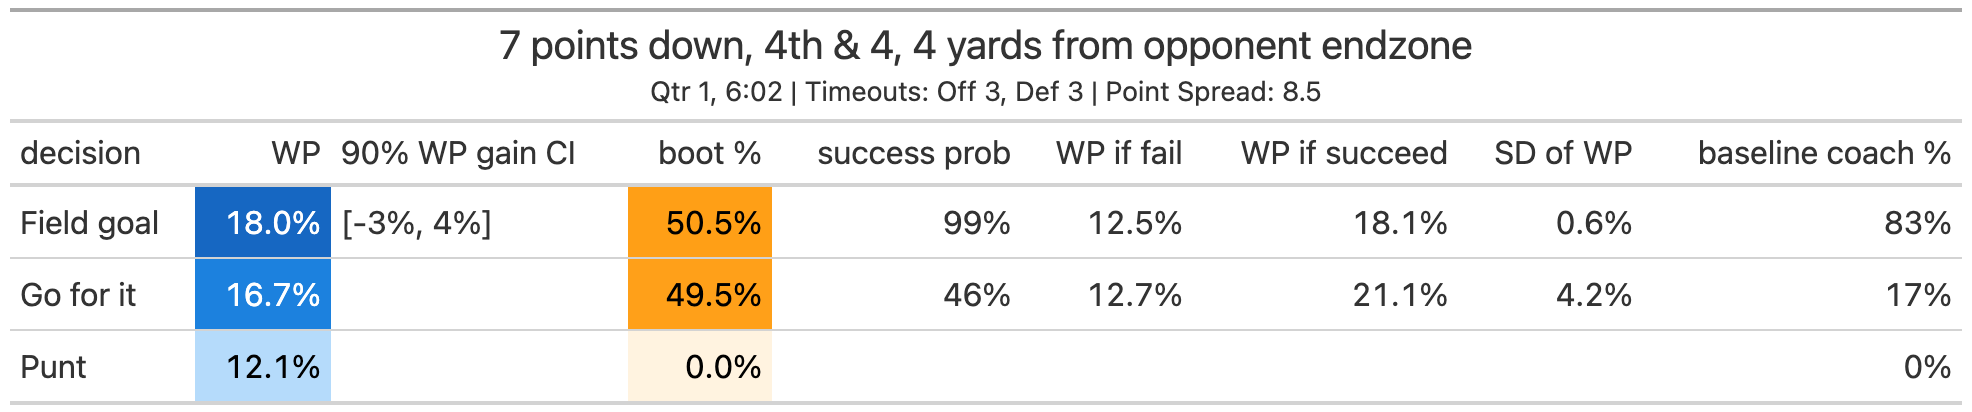 7 points down, 4th & 4, 4 yards from opponent endzone
Qtr 1, 6:02 | Timeouts: Off 3, Def 3 | Point Spread: 8.5
decision WP 90% WP gain CI boot % success prob WP if fail WP if succeed SD of WP baseline coach %
Field goal 18.0% [-3%, 4%] 50.5% 99% 12.5% 18.1% 0.6% 83%
Go for it 16.7% 49.5% 46% 12.7% 21.1% 4.2% 17%
Punt 12.1% 0.0% 0%